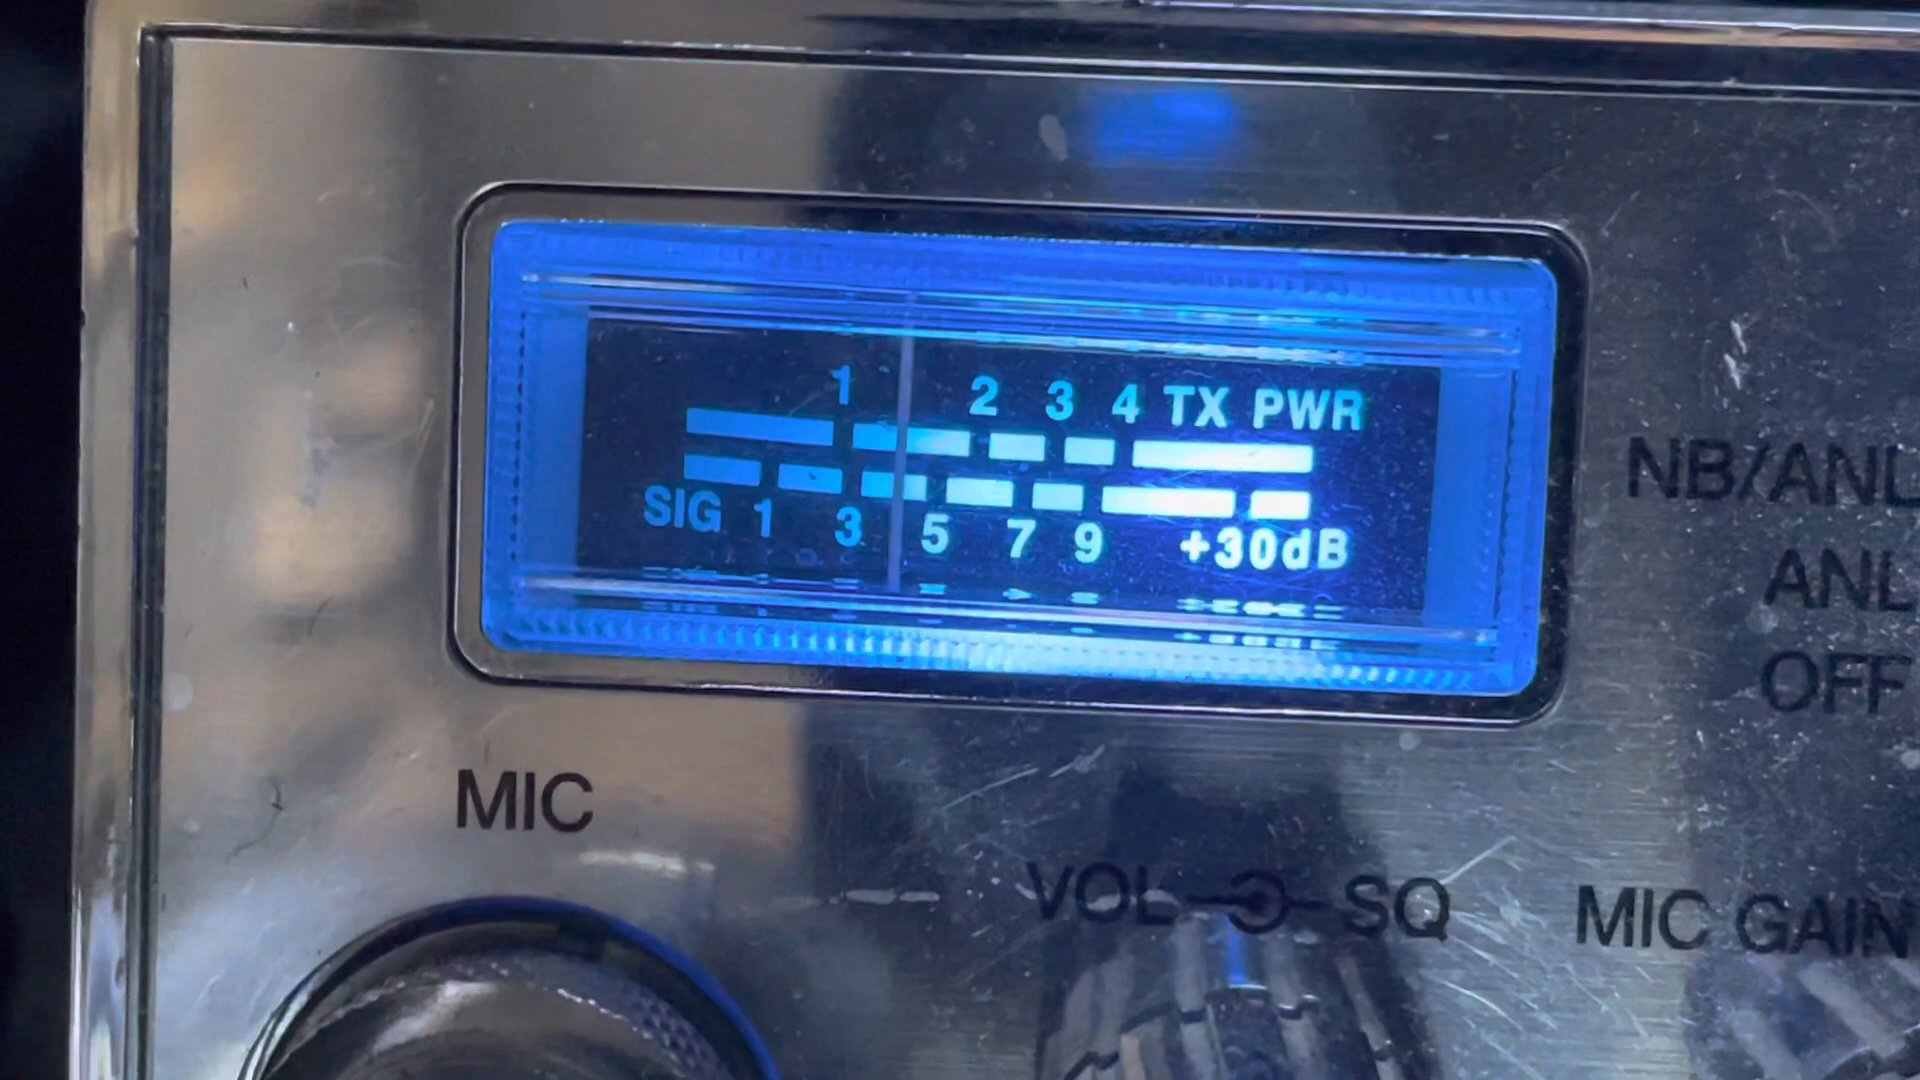 1 2 3 4 TX PWR
SIG 1 3 5 7 9 +30dB
NB/ANL
ANL
OFF
MIC
VOL SQ
MIC GAIN